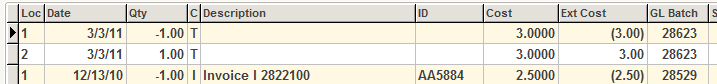 Loc Date Qty C Description ID Cost Ext Cost GL Batch S
1 3/3/11 -1.00 T 3.0000 (3.00) 28623
2 3/3/11 1.00 T 3.0000 3.00 28623
1 12/13/10 -1.00 I Invoice I 2822100 AA5884 2.5000 (2.50) 28529